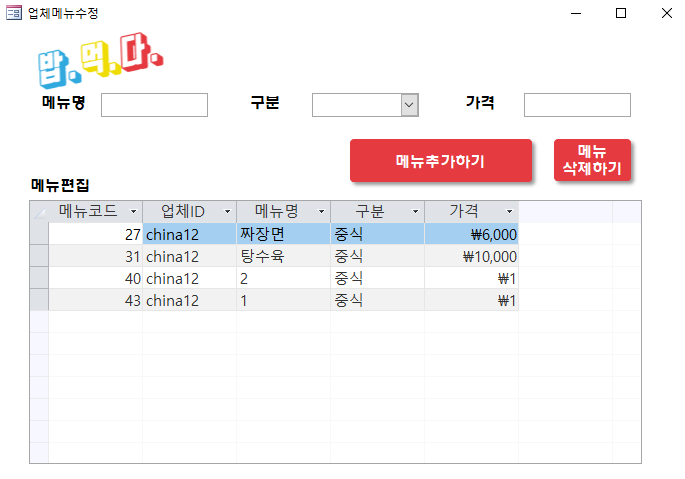 업체메뉴수정
밥.먹.다.
메뉴명 구분 가격
메뉴추가하기
메뉴
삭제하기
메뉴편집
메뉴코드 업체ID 메뉴명 구분 가격
27 china12 짜장면 중식 ₩6,000
31 china12 탕수육 중식 ₩10,000
40 china12 2 중식 ₩1
43 china12 1 중식 ₩1